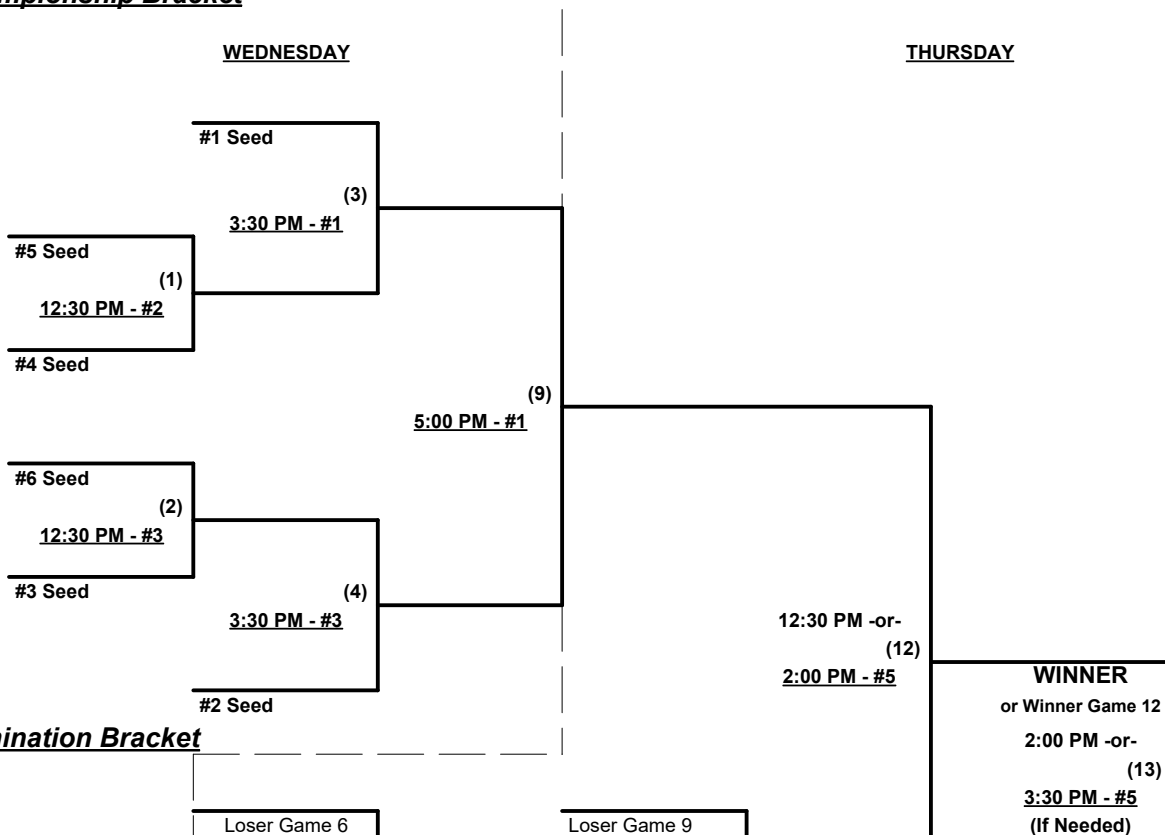 Bracket
WEDNESDAY
THURSDAY
#1 Seed
(3)
3:30 PM - #1
#5 Seed
(1)
12:30 PM - #2
#4 Seed
(9)
5:00 PM - #1
#6 Seed
(2)
12:30 PM - #3
#3 Seed
(4)
3:30 PM - #3
#2 Seed
12:30 PM -or-
(12)
2:00 PM - #5
WINNER
or Winner Game 12
2:00 PM -or-
(13)
3:30 PM - #5
(If Needed)
Bracket
Loser Game 6
Loser Game 9